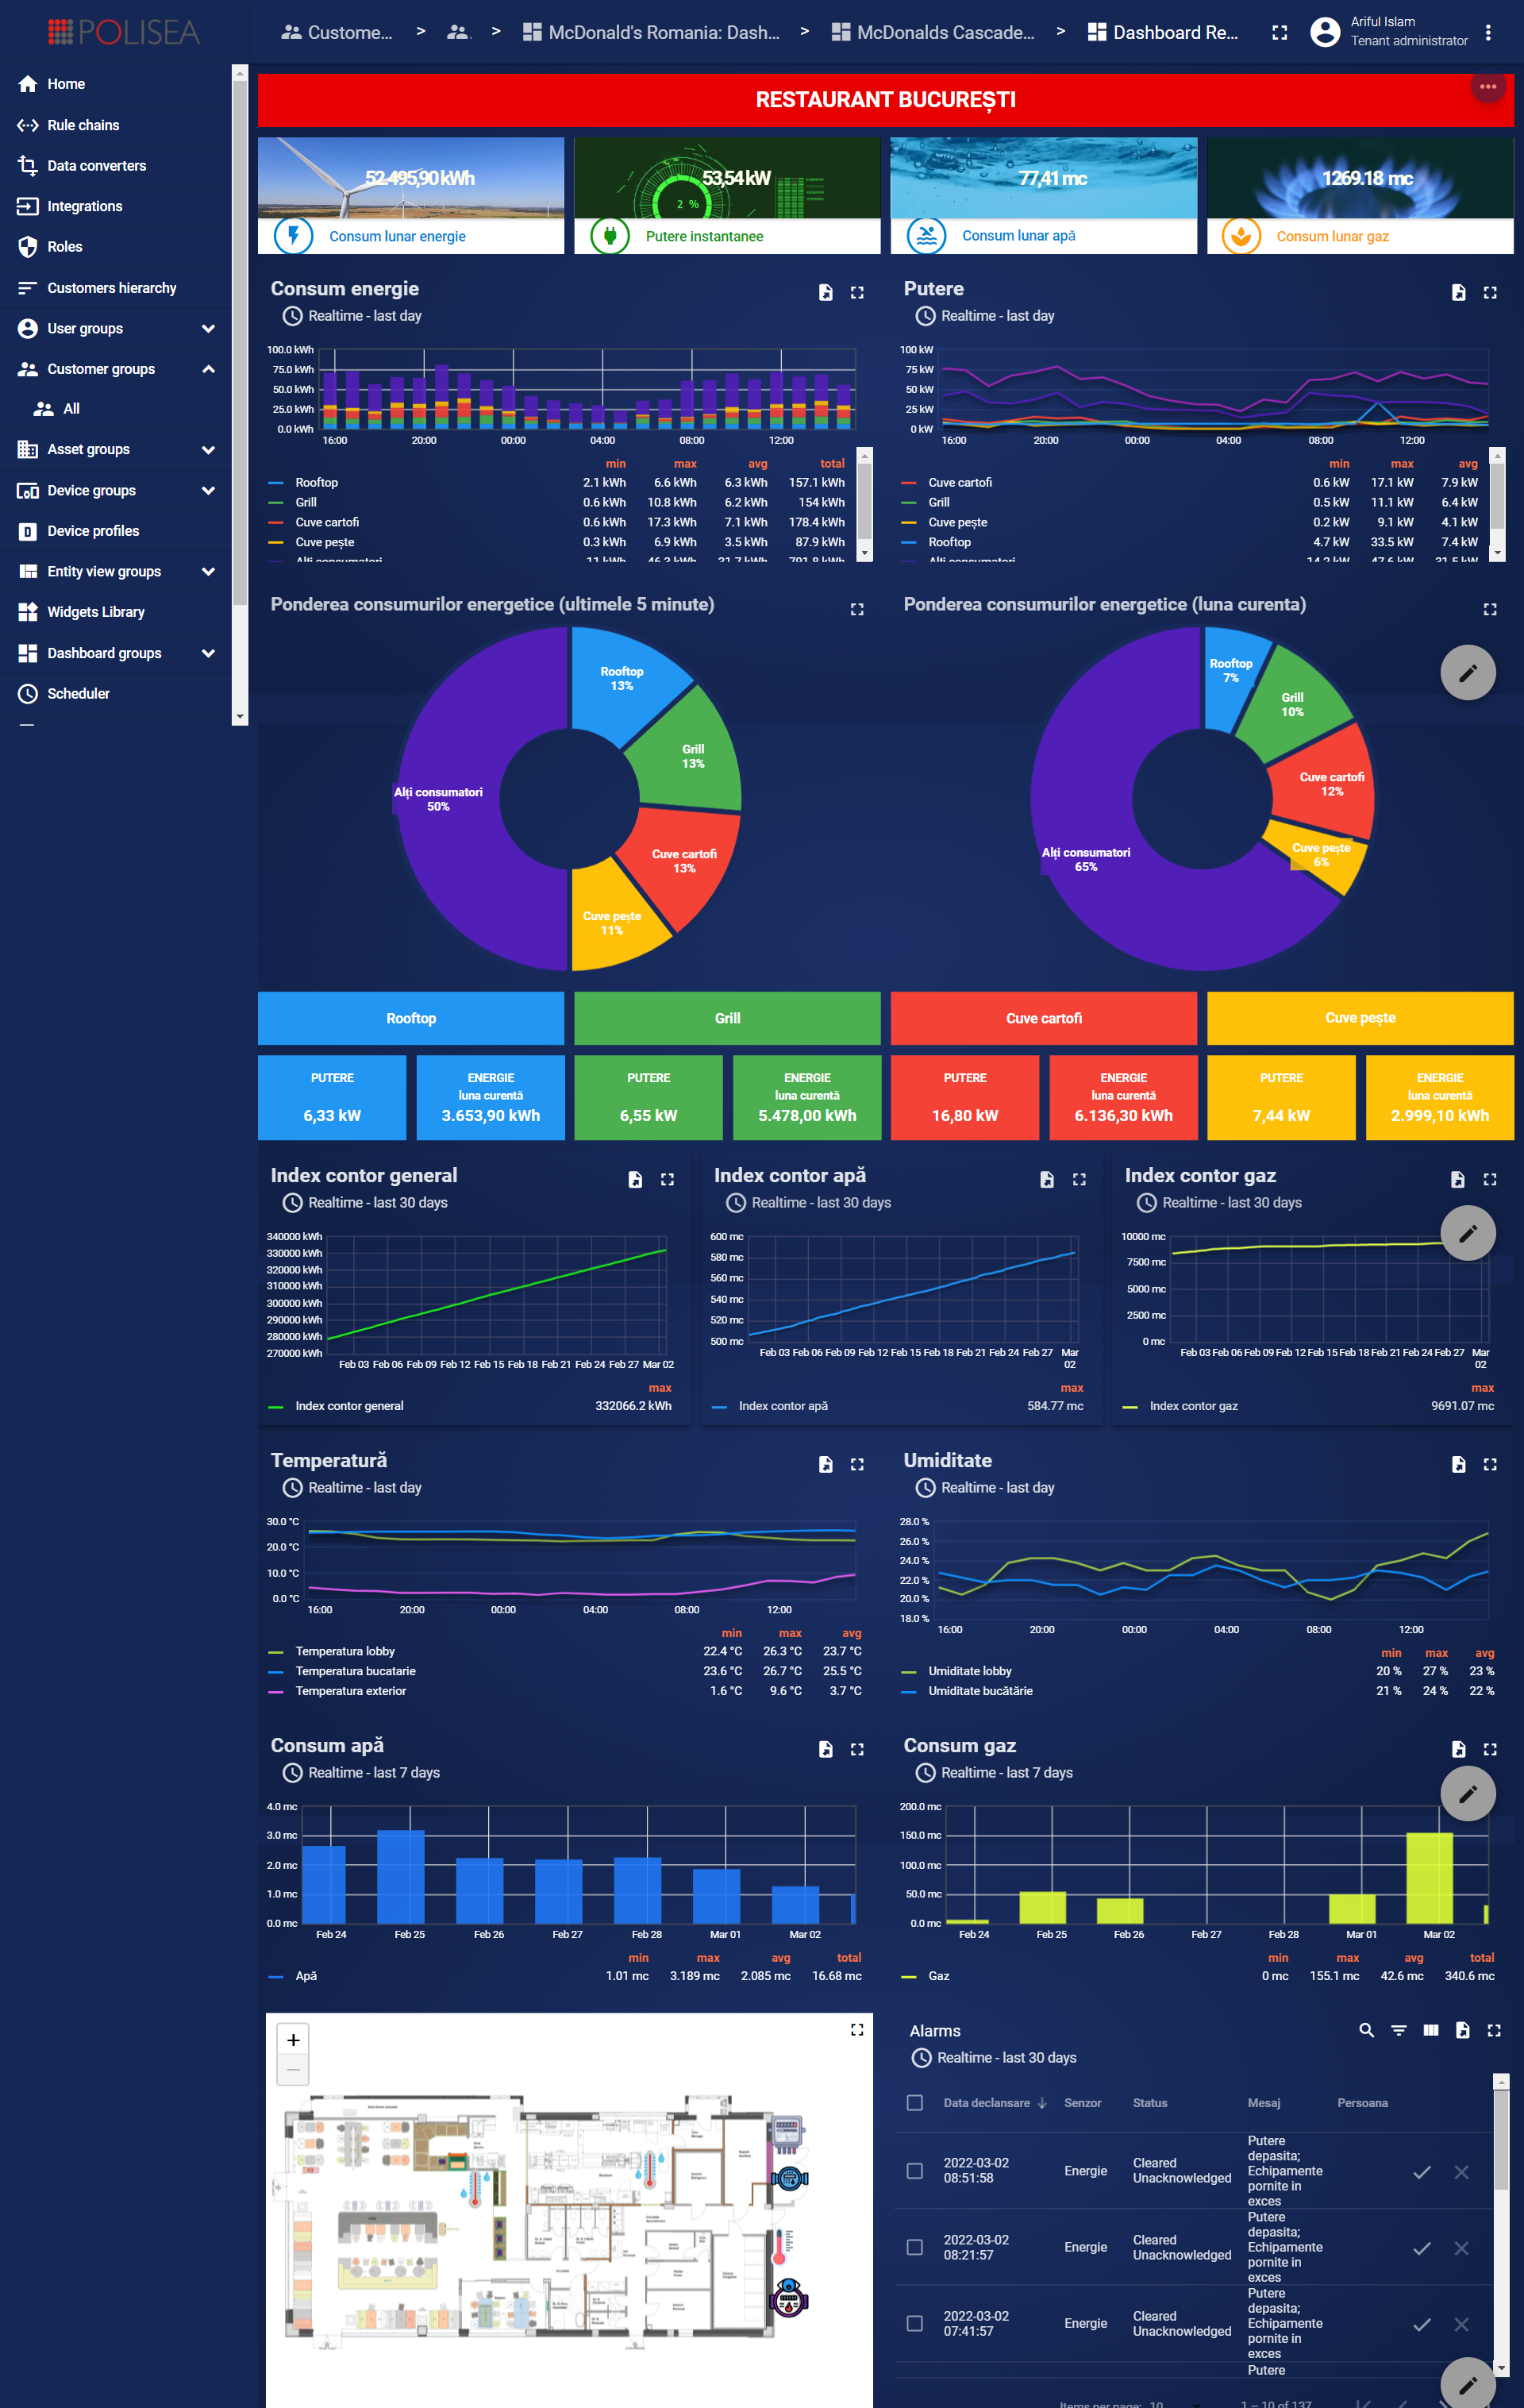 POLISEA
Custome...
>
>
McDonald's Romania: Dash...
>
McDonalds Cascade...
>
Dashboard Re...
Ariful Islam
Tenant administrator
Home
Rule chains
Data converters
Integrations
Roles
Customers hierarchy
User groups
Customer groups
All
Asset groups
Device groups
Device profiles
Entity view groups
Widgets Library
Dashboard groups
Scheduler
RESTAURANT BUCUREȘTI
52.495,90 kWh
Consum lunar energie
53,54 kW
2 %
Putere instantanee
77,41 mc
Consum lunar apă
1269.18 mc
Consum lunar gaz
Consum energie
Realtime - last day
100.0 kWh
75.0 kWh
50.0 kWh
25.0 kWh
0.0 kWh
16:00 20:00 00:00 04:00 08:00 12:00
min max avg total
Rooftop 2.1 kWh 6.6 kWh 6.3 kWh 157.1 kWh
Grill 0.6 kWh 10.8 kWh 6.2 kWh 154 kWh
Cuve cartofi 0.6 kWh 17.3 kWh 7.1 kWh 178.4 kWh
Cuve pește 0.3 kWh 6.9 kWh 3.5 kWh 87.9 kWh
Alți consumatori 11 kWh 46.3 kWh 31.7 kWh 791.8 kWh
Putere
Realtime - last day
100 kW
75 kW
50 kW
25 kW
0 kW
16:00 20:00 00:00 04:00 08:00 12:00
min max avg
Cuve cartofi 0.6 kW 17.1 kW 7.9 kW
Grill 0.5 kW 11.1 kW 6.4 kW
Cuve pește 0.2 kW 9.1 kW 4.1 kW
Rooftop 4.7 kW 33.5 kW 7.4 kW
Alți consumatori 14.2 kW 47.6 kW 31.5 kW
Ponderea consumurilor energetice (ultimele 5 minute)
Rooftop
13%
Grill
13%
Cuve cartofi
13%
Cuve pește
11%
Alți consumatori
50%
Ponderea consumurilor energetice (luna curenta)
Rooftop
7%
Grill
10%
Cuve cartofi
12%
Cuve pește
6%
Alți consumatori
65%
Rooftop
Grill
Cuve cartofi
Cuve pește
PUTERE
6,33 kW
ENERGIE
luna curentă
3.653,90 kWh
PUTERE
6,55 kW
ENERGIE
luna curentă
5.478,00 kWh
PUTERE
16,80 kW
ENERGIE
luna curentă
6.136,30 kWh
PUTERE
7,44 kW
ENERGIE
luna curentă
2.999,10 kWh
Index contor general
Realtime - last 30 days
340000 kWh
330000 kWh
320000 kWh
310000 kWh
300000 kWh
290000 kWh
280000 kWh
270000 kWh
Feb 03 Feb 06 Feb 09 Feb 12 Feb 15 Feb 18 Feb 21 Feb 24 Feb 27 Mar 02
max
Index contor general 332066.2 kWh
Index contor apă
Realtime - last 30 days
600 mc
580 mc
560 mc
540 mc
520 mc
500 mc
Feb 03 Feb 06 Feb 09 Feb 12 Feb 15 Feb 18 Feb 21 Feb 24 Feb 27 Mar
02
max
Index contor apă 584.77 mc
Index contor gaz
Realtime - last 30 days
10000 mc
7500 mc
5000 mc
2500 mc
0 mc
Feb 03 Feb 06 Feb 09 Feb 12 Feb 15 Feb 18 Feb 21 Feb 24 Feb 27 Mar
02
max
Index contor gaz 9691.07 mc
Temperatură
Realtime - last day
30.0 °C
20.0 °C
10.0 °C
0.0 °C
16:00 20:00 00:00 04:00 08:00 12:00
min max avg
Temperatura lobby 22.4 °C 26.3 °C 23.7 °C
Temperatura bucatarie 23.6 °C 26.7 °C 25.5 °C
Temperatura exterior 1.6 °C 9.6 °C 3.7 °C
Umiditate
Realtime - last day
28.0 %
26.0 %
24.0 %
22.0 %
20.0 %
18.0 %
16:00 20:00 00:00 04:00 08:00 12:00
min max avg
Umiditate lobby 20 % 27 % 23 %
Umiditate bucătărie 21 % 24 % 22 %
Consum apă
Realtime - last 7 days
4.0 mc
3.0 mc
2.0 mc
1.0 mc
0.0 mc
Feb 24 Feb 25 Feb 26 Feb 27 Feb 28 Mar 01 Mar 02
min max avg total
Apă 1.01 mc 3.189 mc 2.085 mc 16.68 mc
Consum gaz
Realtime - last 7 days
200.0 mc
150.0 mc
100.0 mc
50.0 mc
0.0 mc
Feb 24 Feb 25 Feb 26 Feb 27 Feb 28 Mar 01 Mar 02
min max avg total
Gaz 0 mc 155.1 mc 42.6 mc 340.6 mc
+
−
Alarms
Realtime - last 30 days
Data declansare Senzor Status Mesaj Persoana
2022-03-02
08:51:58
Energie
Cleared
Unacknowledged
Putere
depasita;
Echipamente
pornite in
exces
2022-03-02
08:21:57
Energie
Cleared
Unacknowledged
Putere
depasita;
Echipamente
pornite in
exces
2022-03-02
07:41:57
Energie
Cleared
Unacknowledged
Putere
depasita;
Echipamente
pornite in
exces
Putere
Items per page: 10 1 – 10 of 137